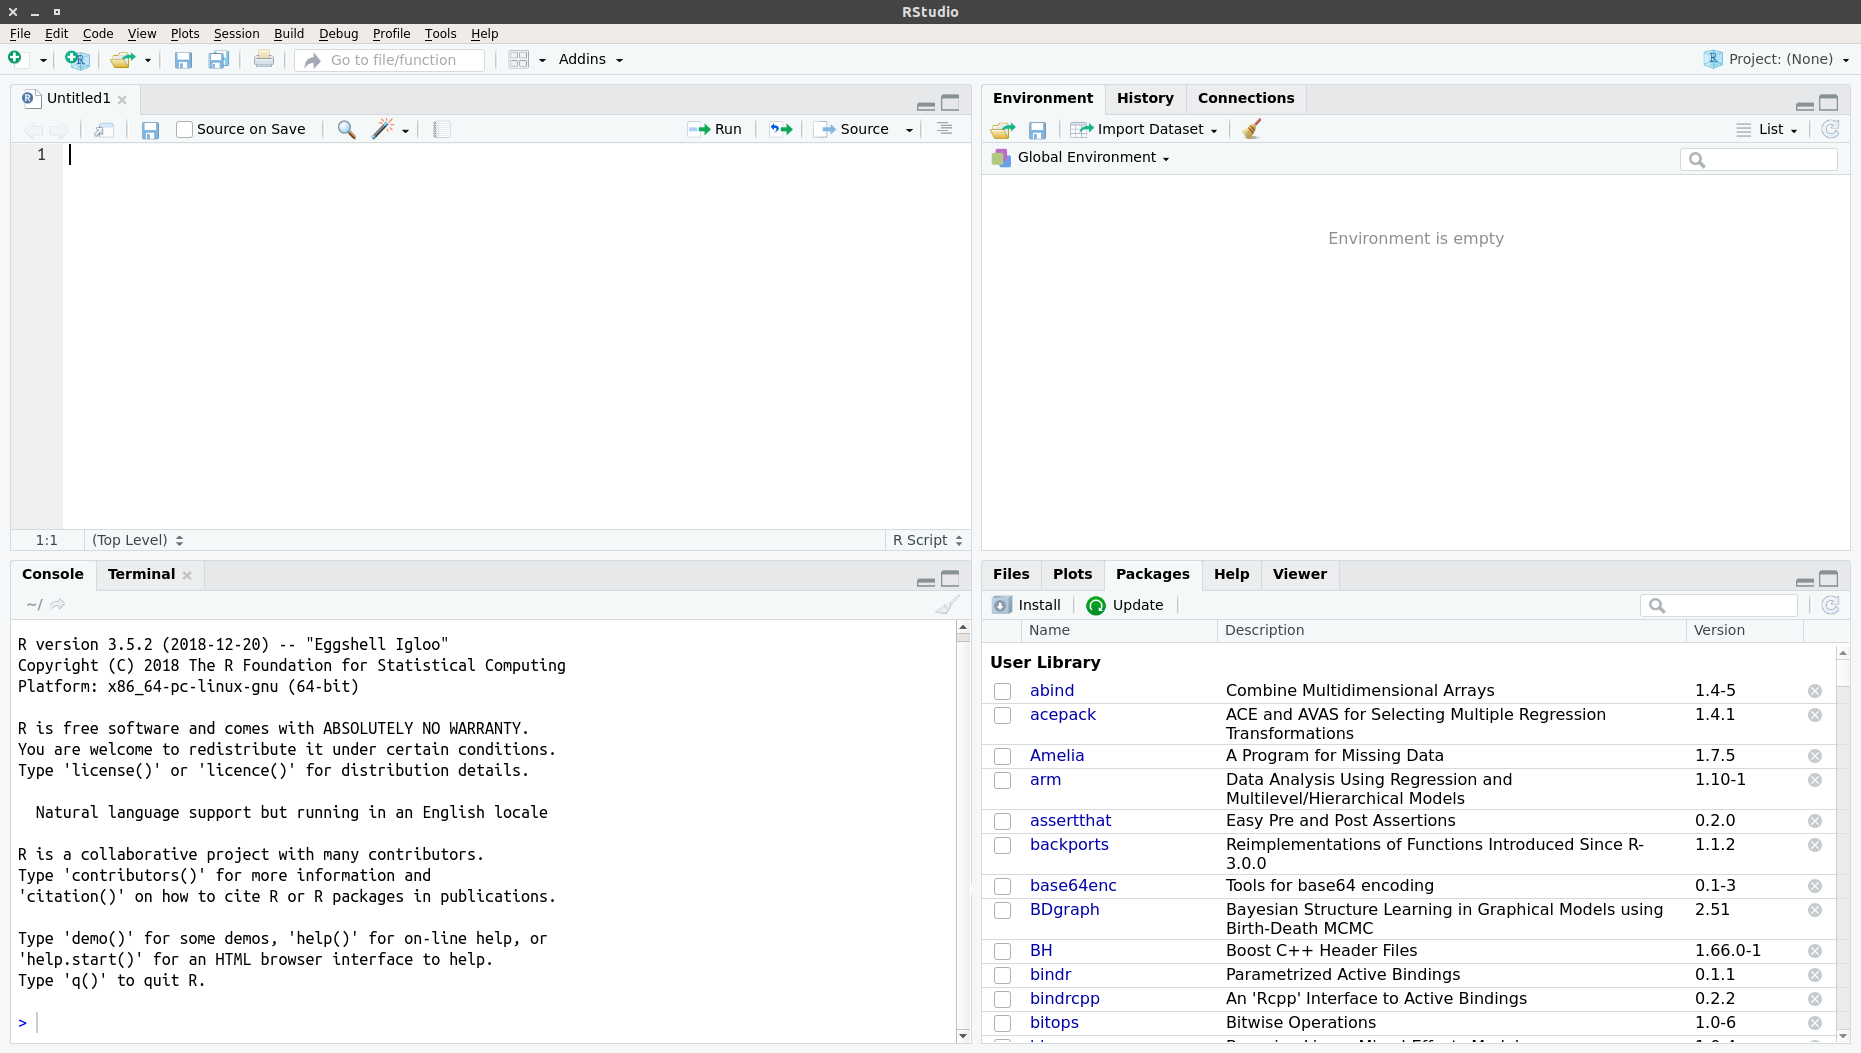 RStudio
File Edit Code View Plots Session Build Debug Profile Tools Help
Go to file/function Addins Project: (None)
Untitled1
Source on Save Run Source
1
1:1 (Top Level) R Script
Console Terminal
~/
R version 3.5.2 (2018-12-20) -- "Eggshell Igloo"
Copyright (C) 2018 The R Foundation for Statistical Computing
Platform: x86_64-pc-linux-gnu (64-bit)
R is free software and comes with ABSOLUTELY NO WARRANTY.
You are welcome to redistribute it under certain conditions.
Type 'license()' or 'licence()' for distribution details.
Natural language support but running in an English locale
R is a collaborative project with many contributors.
Type 'contributors()' for more information and
'citation()' on how to cite R or R packages in publications.
Type 'demo()' for some demos, 'help()' for on-line help, or
'help.start()' for an HTML browser interface to help.
Type 'q()' to quit R.
>
Environment History Connections
Import Dataset List
Global Environment
Environment is empty
Files Plots Packages Help Viewer
Install Update
Name Description Version
User Library
abind Combine Multidimensional Arrays 1.4-5
acepack ACE and AVAS for Selecting Multiple Regression 1.4.1
Transformations
Amelia A Program for Missing Data 1.7.5
arm Data Analysis Using Regression and 1.10-1
Multilevel/Hierarchical Models
assertthat Easy Pre and Post Assertions 0.2.0
backports Reimplementations of Functions Introduced Since R- 1.1.2
3.0.0
base64enc Tools for base64 encoding 0.1-3
BDgraph Bayesian Structure Learning in Graphical Models using 2.51
Birth-Death MCMC
BH Boost C++ Header Files 1.66.0-1
bindr Parametrized Active Bindings 0.1.1
bindrcpp An 'Rcpp' Interface to Active Bindings 0.2.2
bitops Bitwise Operations 1.0-6